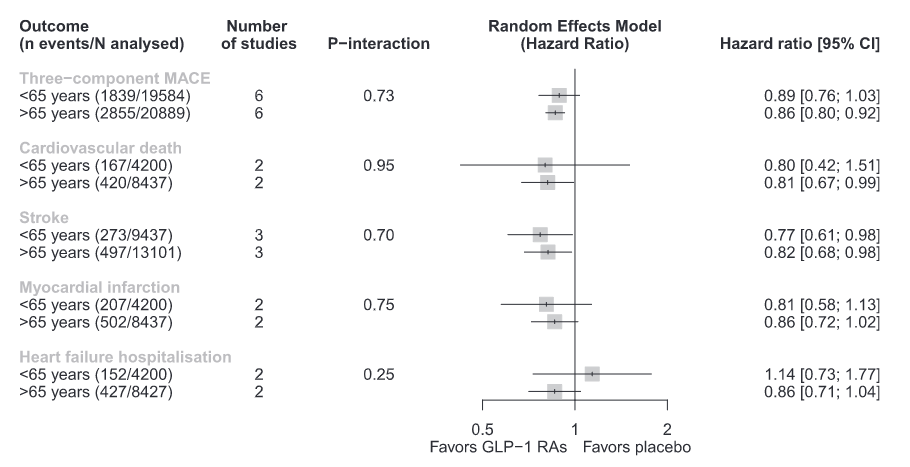 Outcome Number Random Effects Model
(n events/N analysed) of studies P−interaction (Hazard Ratio) Hazard ratio [95% CI]
Three−component MACE
<65 years (1839/19584) 6 0.73 0.89 [0.76; 1.03]
>65 years (2855/20889) 6 0.86 [0.80; 0.92]
Cardiovascular death
<65 years (167/4200) 2 0.95 0.80 [0.42; 1.51]
>65 years (420/8437) 2 0.81 [0.67; 0.99]
Stroke
<65 years (273/9437) 3 0.70 0.77 [0.61; 0.98]
>65 years (497/13101) 3 0.82 [0.68; 0.98]
Myocardial infarction
<65 years (207/4200) 2 0.75 0.81 [0.58; 1.13]
>65 years (502/8437) 2 0.86 [0.72; 1.02]
Heart failure hospitalisation
<65 years (152/4200) 2 0.25 1.14 [0.73; 1.77]
>65 years (427/8427) 2 0.86 [0.71; 1.04]
0.5 1 2
Favors GLP−1 RAs Favors placebo